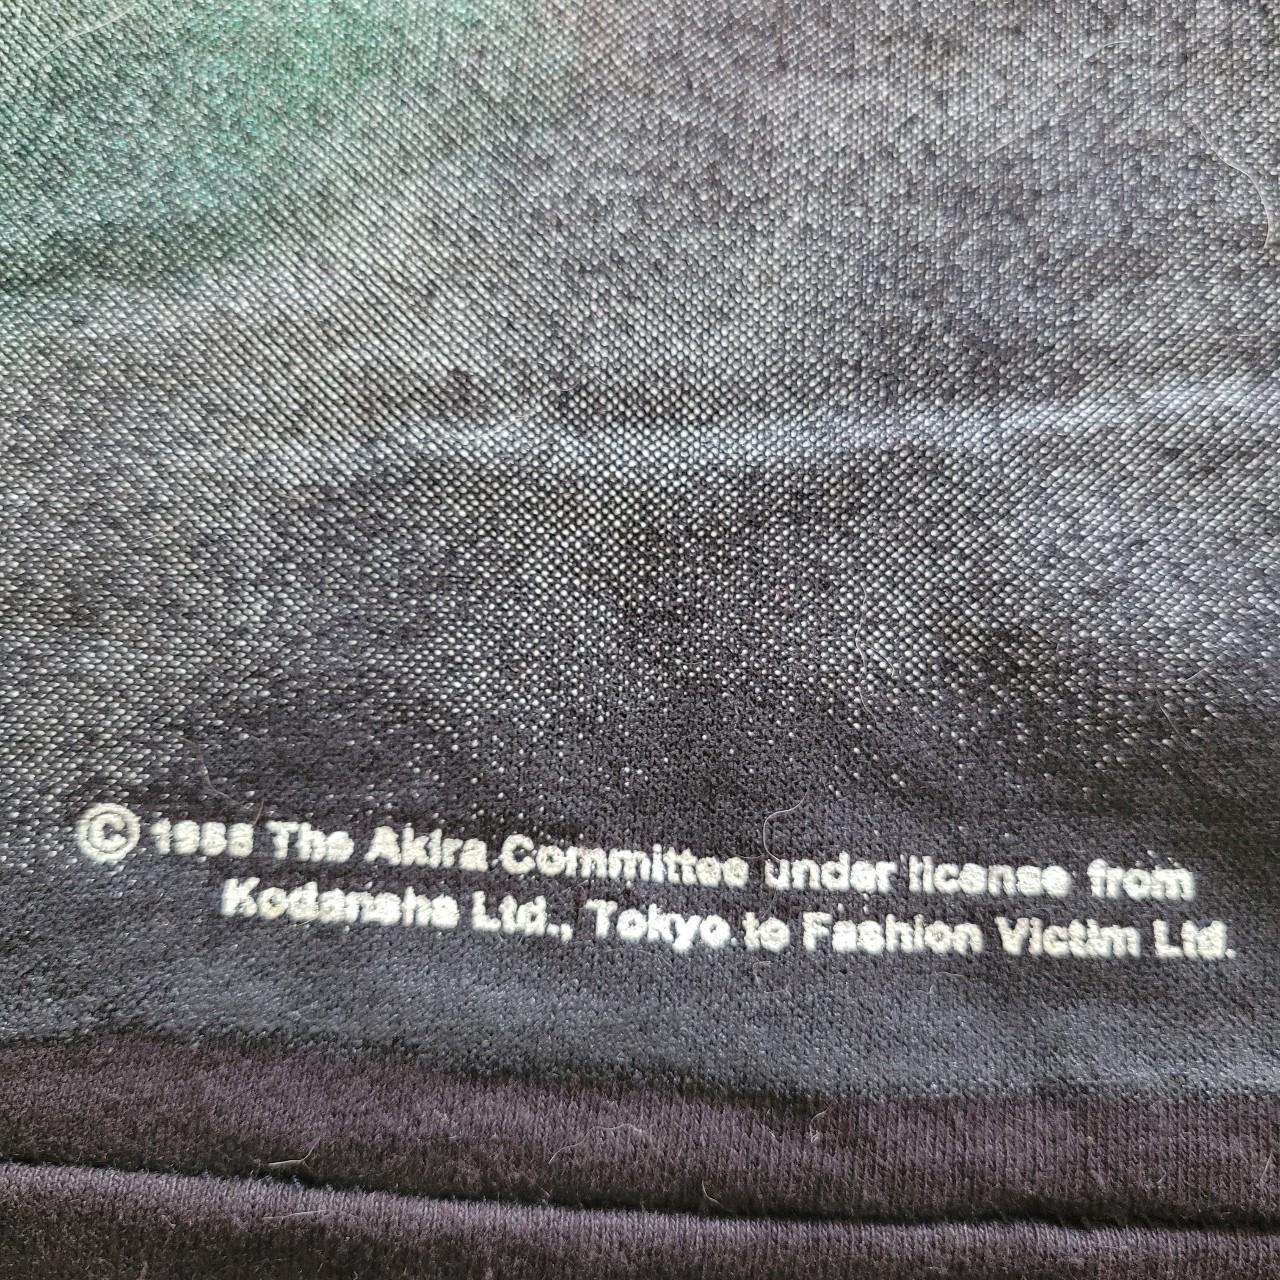 © 1988 The Akira Committee under license from
Kodansha Ltd., Tokyo to Fashion Victim Ltd.